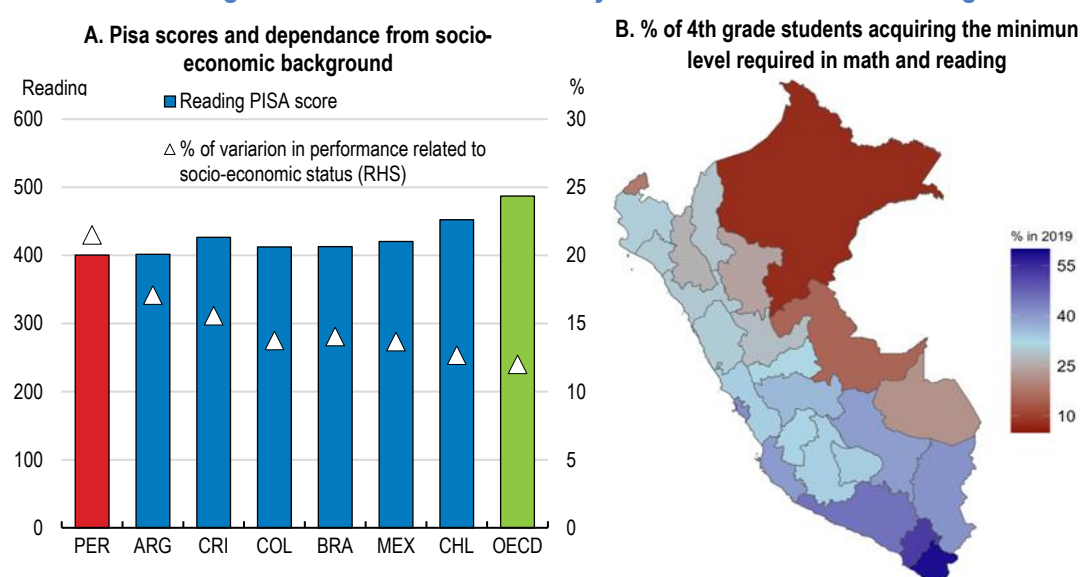 A. Pisa scores and dependance from socio-
economic background
Reading
%
Reading PISA score
% of variarion in performance related to
socio-economic status (RHS)
600
500
400
300
200
100
0
30
25
20
15
10
5
0
PER ARG CRI COL BRA MEX CHL OECD
B. % of 4th grade students acquiring the minimun
level required in math and reading
% in 2019
55
40
25
10